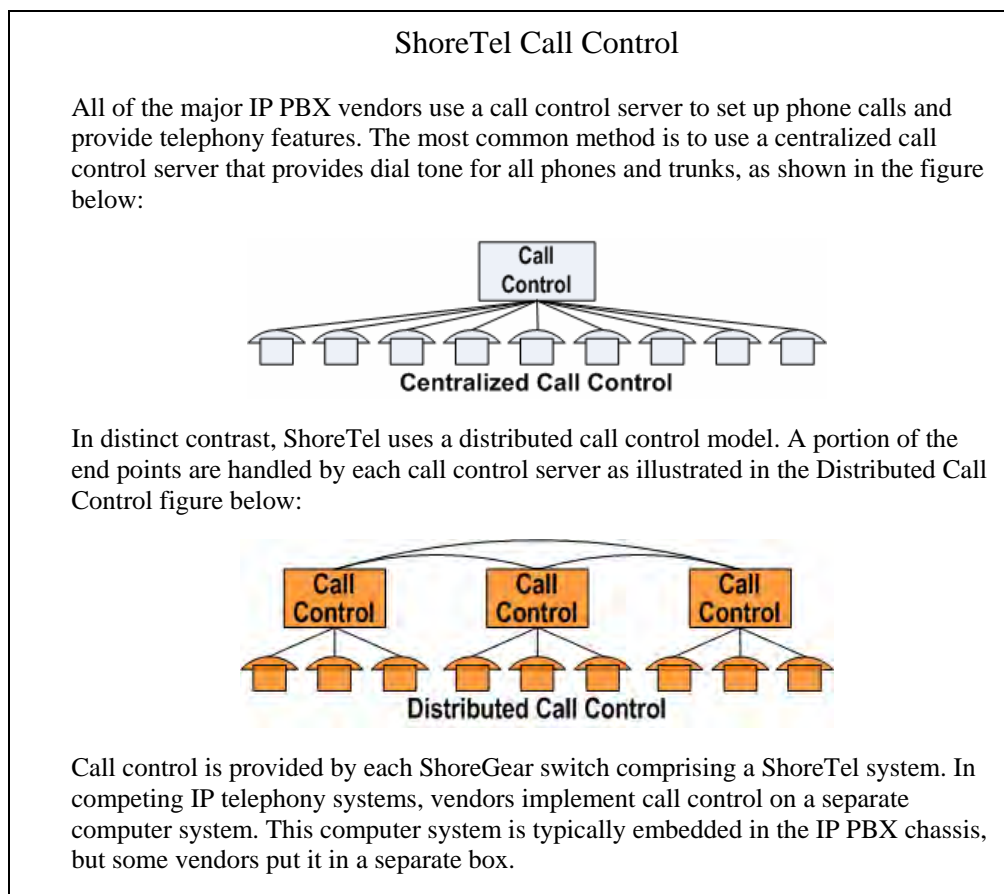 ShoreTel Call Control
All of the major IP PBX vendors use a call control server to set up phone calls and
provide telephony features. The most common method is to use a centralized call
control server that provides dial tone for all phones and trunks, as shown in the figure
below:
Call
Control
Centralized Call Control
In distinct contrast, ShoreTel uses a distributed call control model. A portion of the
end points are handled by each call control server as illustrated in the Distributed Call
Control figure below:
Call Call Call
Control Control Control
Distributed Call Control
Call control is provided by each ShoreGear switch comprising a ShoreTel system. In
competing IP telephony systems, vendors implement call control on a separate
computer system. This computer system is typically embedded in the IP PBX chassis,
but some vendors put it in a separate box.